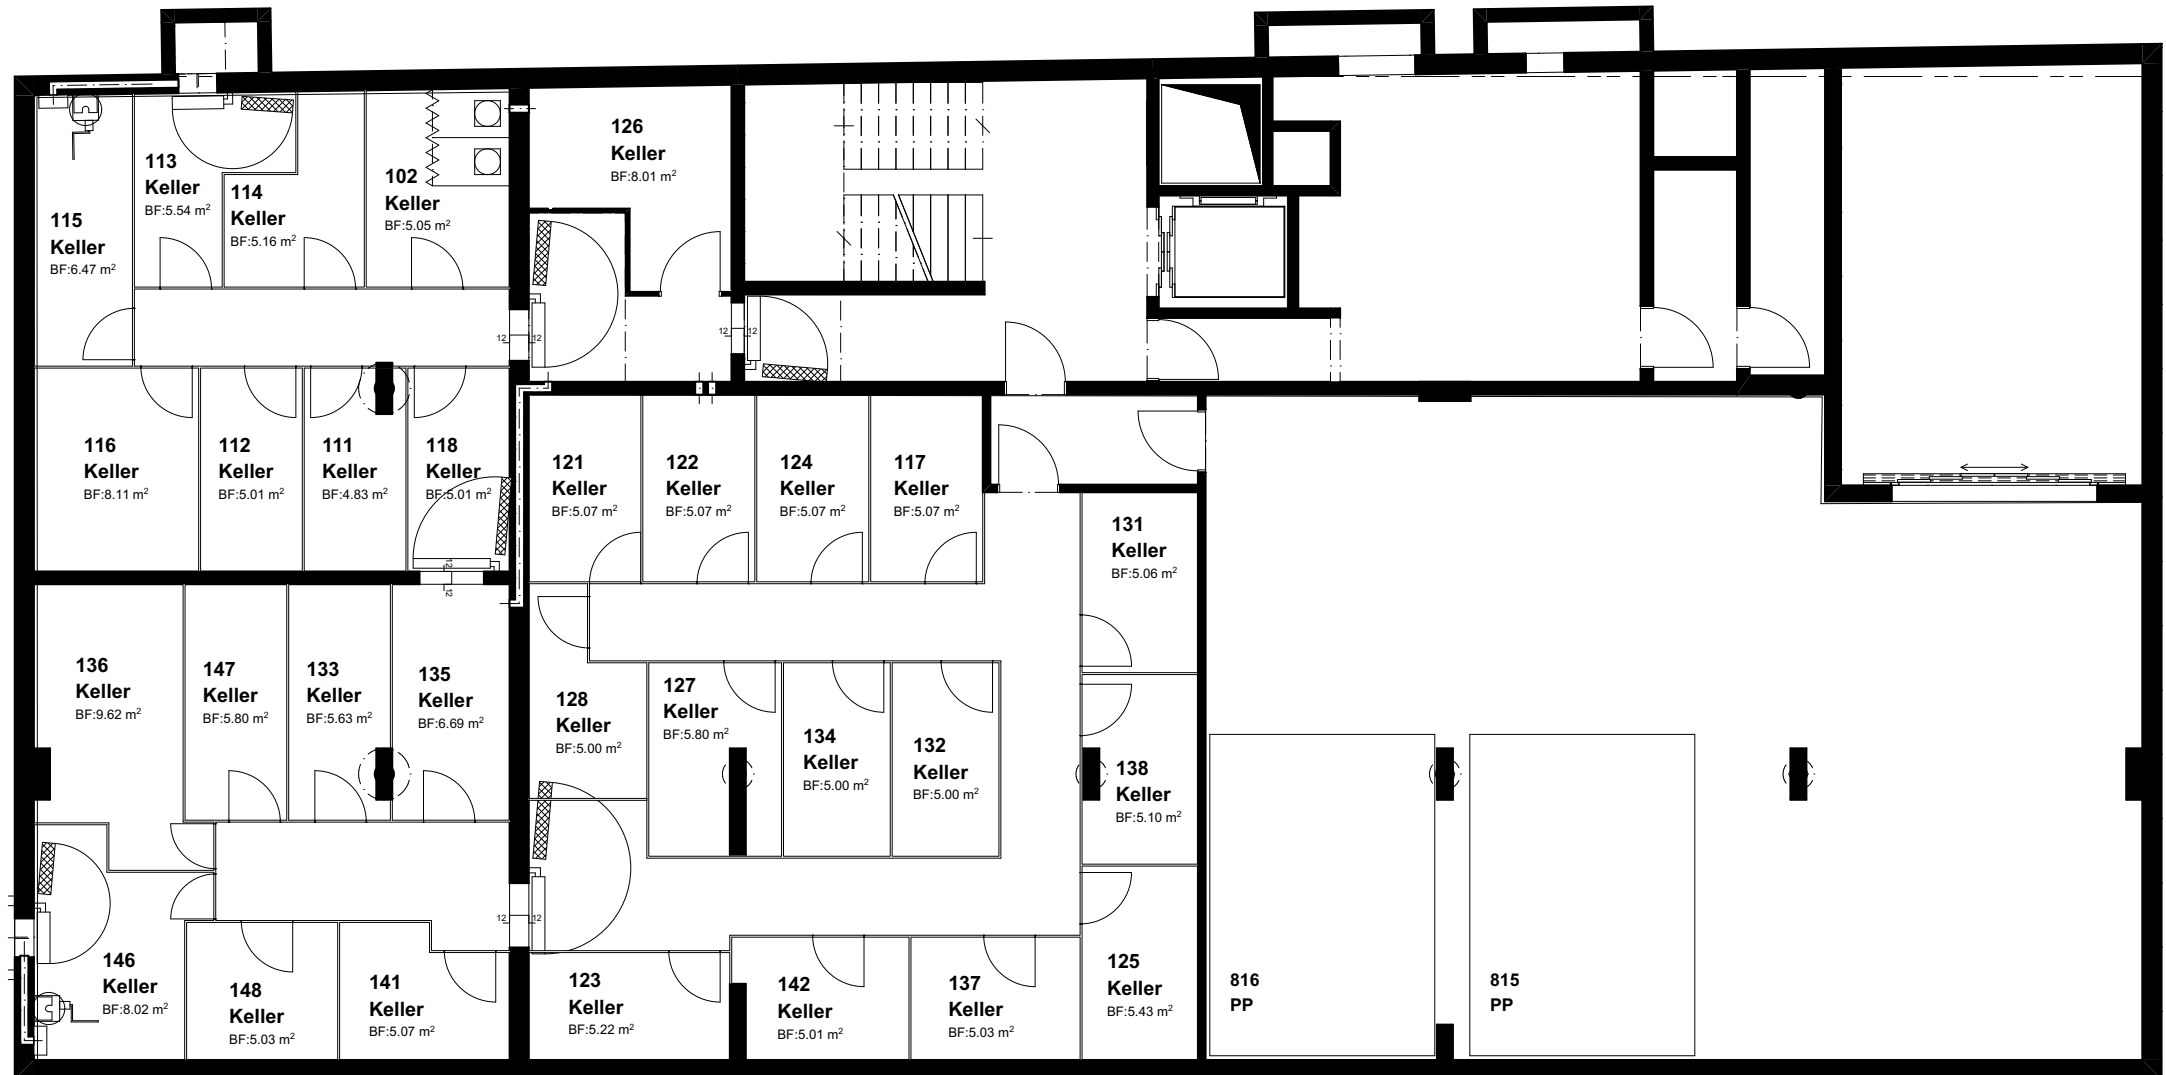 126
Keller
BF:8.01 m²
113
Keller
BF:5.54 m²
114
Keller
BF:5.16 m²
102
Keller
BF:5.05 m²
115
Keller
BF:6.47 m²
12
12
12
12
116
Keller
BF:8.11 m²
112
Keller
BF:5.01 m²
111
Keller
BF:4.83 m²
118
Keller
BF:5.01 m²
121
Keller
BF:5.07 m²
122
Keller
BF:5.07 m²
124
Keller
BF:5.07 m²
117
Keller
BF:5.07 m²
131
Keller
BF:5.06 m²
12
12
136
Keller
BF:9.62 m²
147
Keller
BF:5.80 m²
133
Keller
BF:5.63 m²
135
Keller
BF:6.69 m²
128
Keller
BF:5.00 m²
127
Keller
BF:5.80 m²
134
Keller
BF:5.00 m²
132
Keller
BF:5.00 m²
138
Keller
BF:5.10 m²
12
12
146
Keller
BF:8.02 m²
148
Keller
BF:5.03 m²
141
Keller
BF:5.07 m²
123
Keller
BF:5.22 m²
142
Keller
BF:5.01 m²
137
Keller
BF:5.03 m²
125
Keller
BF:5.43 m²
816
PP
815
PP